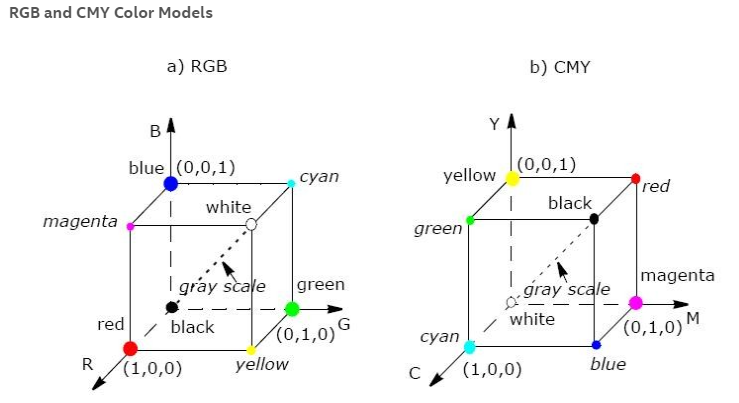 RGB and CMY Color Models
a) RGB
B
blue (0,0,1)
cyan
magenta
white
gray scale
green
red
black
(0,1,0) G
R (1,0,0)
yellow
b) CMY
Y
(0,0,1)
yellow
red
black
green
gray scale
magenta
white
(0,1,0) M
cyan
C (1,0,0)
blue